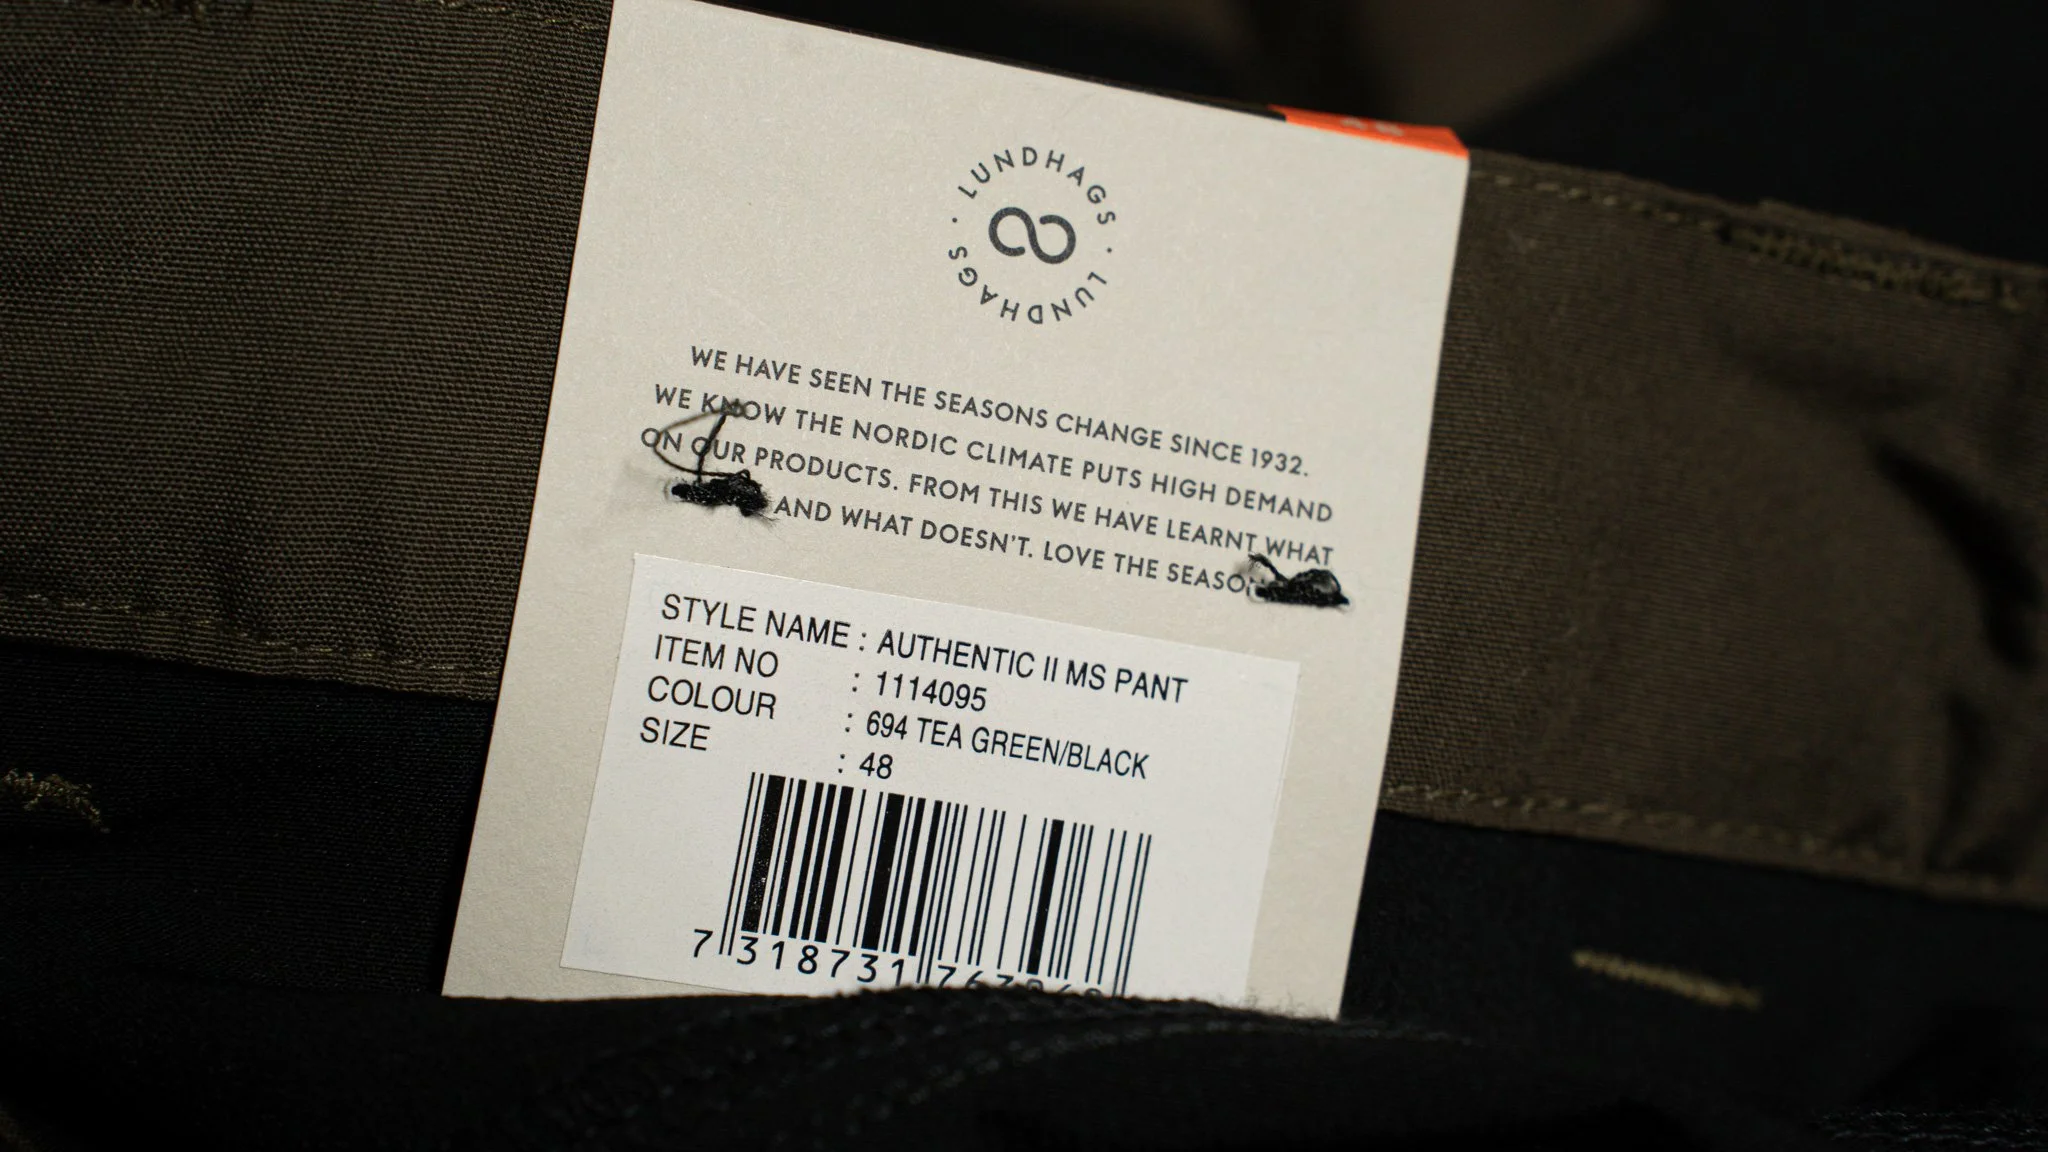 LUNDHAGS · LUNDHAGS ·
WE HAVE SEEN THE SEASONS CHANGE SINCE 1932.
WE KNOW THE NORDIC CLIMATE PUTS HIGH DEMAND
ON OUR PRODUCTS. FROM THIS WE HAVE LEARNT WHAT
AND WHAT DOESN'T. LOVE THE
STYLE NAME : AUTHENTIC II MS PANT
ITEM NO : 1114095
COLOUR : 694 TEA GREEN/BLACK
SIZE : 48
7 318731